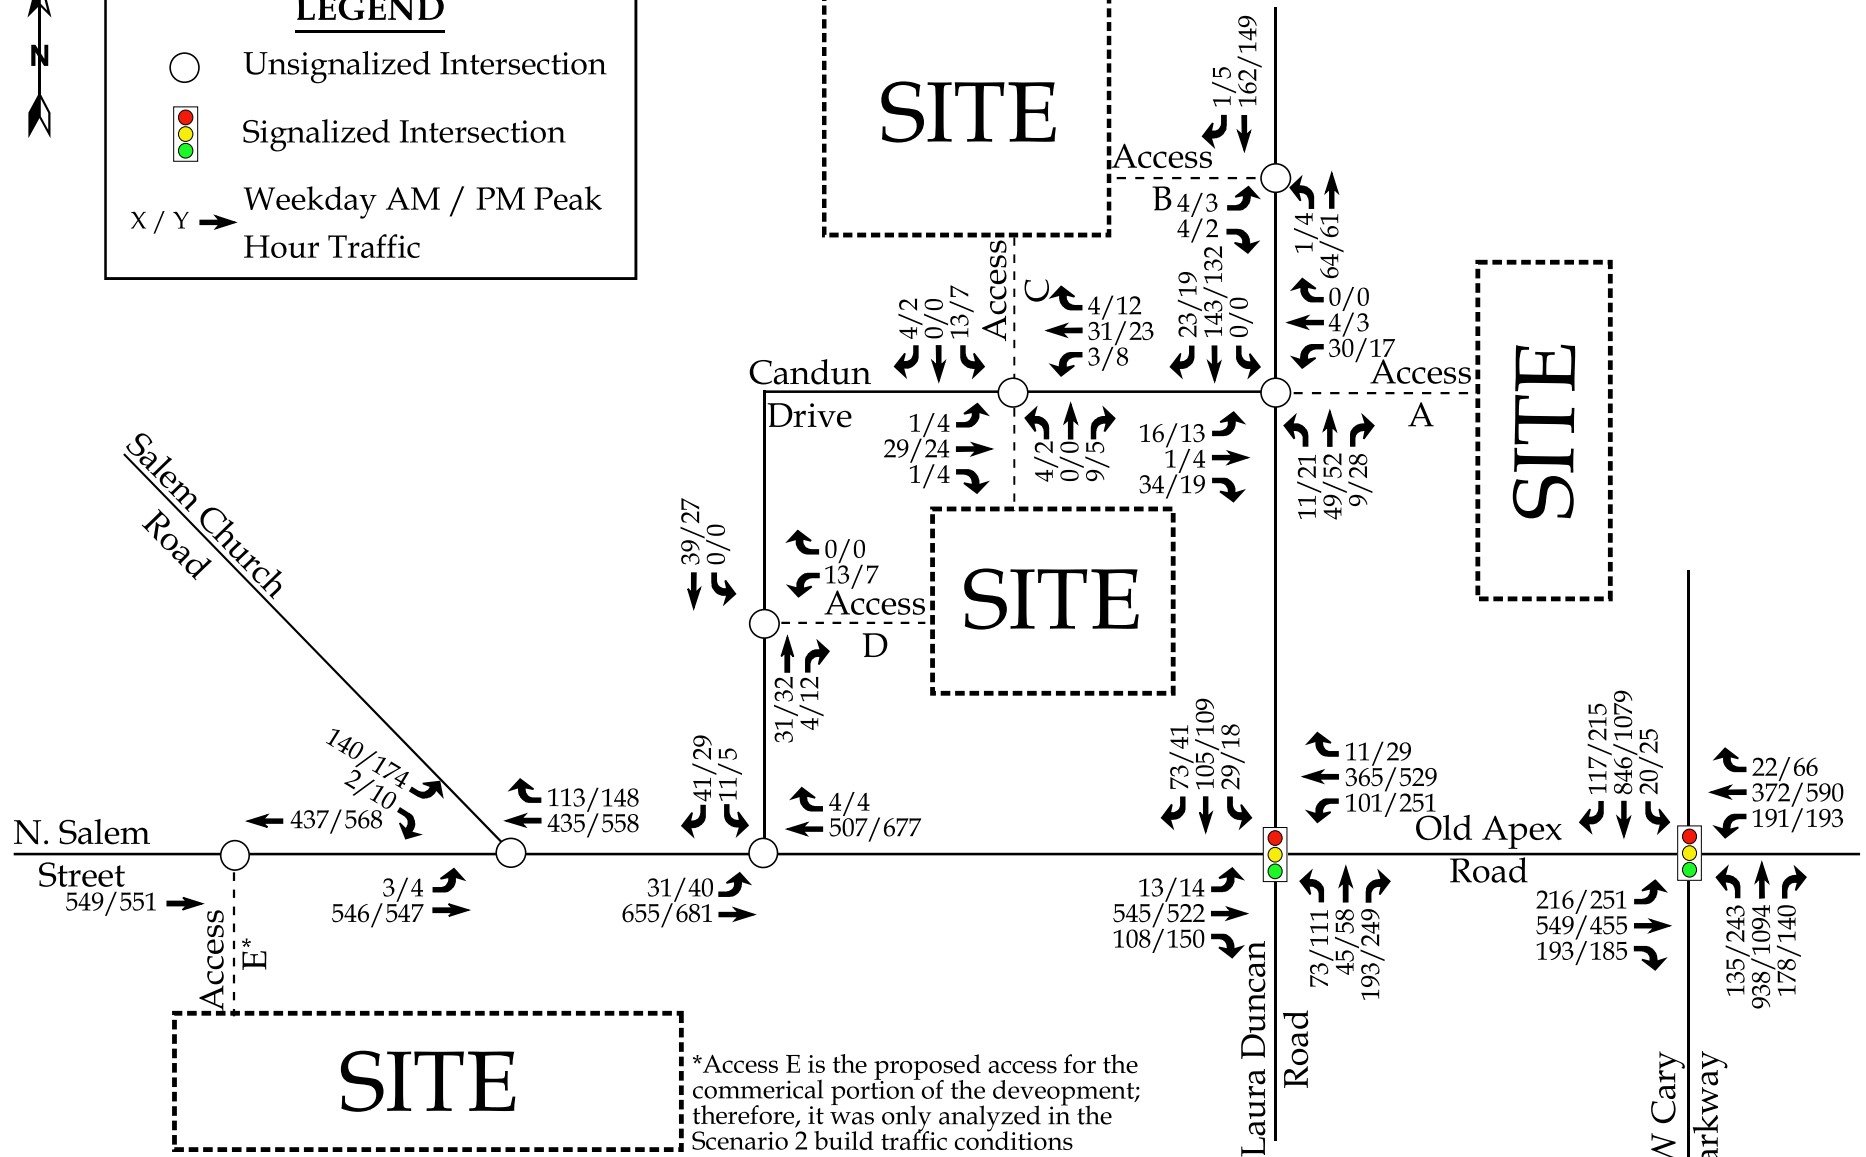 LEGEND
N
Unsignalized Intersection
Signalized Intersection
X / Y
Weekday AM / PM Peak
Hour Traffic
SITE
1/5
162/149
Access
B
4/3
4/2
1/4
64/61
Access
C
4/2
0/0
13/7
4/12
31/23
3/8
23/19
143/132
0/0
0/0
4/3
30/17
Access
A
SITE
Candun
Drive
1/4
29/24
1/4
4/2
0/0
9/5
16/13
1/4
34/19
11/21
49/52
9/28
Salem Church
Road
39/27
0/0
0/0
13/7
Access
D
SITE
31/32
4/12
140/174
2/10
437/568
113/148
435/558
41/29
11/5
4/4
507/677
73/41
105/109
29/18
11/29
365/529
101/251
Old Apex
Road
117/215
846/1079
20/25
22/66
372/590
191/193
N. Salem
Street
549/551
Access
E*
3/4
546/547
31/40
655/681
13/14
545/522
108/150
73/111
45/58
193/249
216/251
549/455
193/185
135/243
938/1094
178/140
Laura Duncan
Road
W Cary
arkway
SITE
*Access E is the proposed access for the
commerical portion of the deveopment;
therefore, it was only analyzed in the
Scenario 2 build traffic conditions